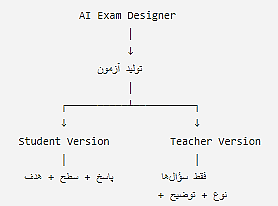 AI Exam Designer
تولید آزمون
Student Version
Teacher Version
پاسخ + سطح + هدف
فقط سؤال‌ها
نوع + توضیح +